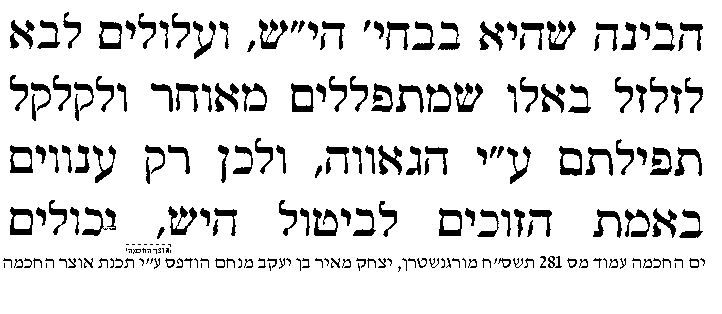 הבינה שהיא בבחי' הי״ש, ועלולים לבא
לזלזל באלו שמתפללים מאוחר ולקלקל
תפילתם ע״י הגאווה, ולכן רק ענווים
באמת הזוכים לביטול היש, יכולים
אוצר החכמה
ים החכמה עמוד מס 281 תשס״ח מורגנשטרן, יצחק מאיר בן יעקב מנחם הודפס ע״י תכנת אוצר החכמה